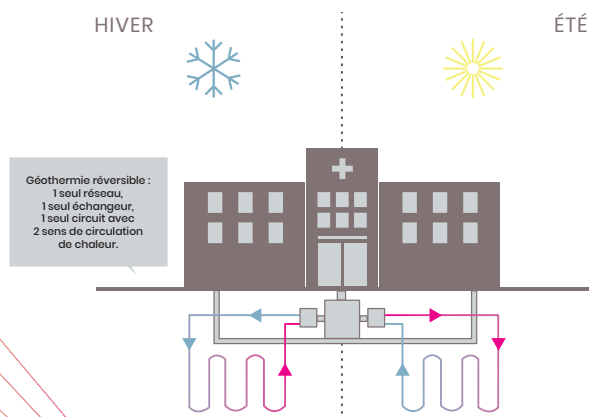 HIVER
ÉTÉ
Géothermie réversible :
1 seul réseau,
1 seul échangeur,
1 seul circuit avec
2 sens de circulation
de chaleur.